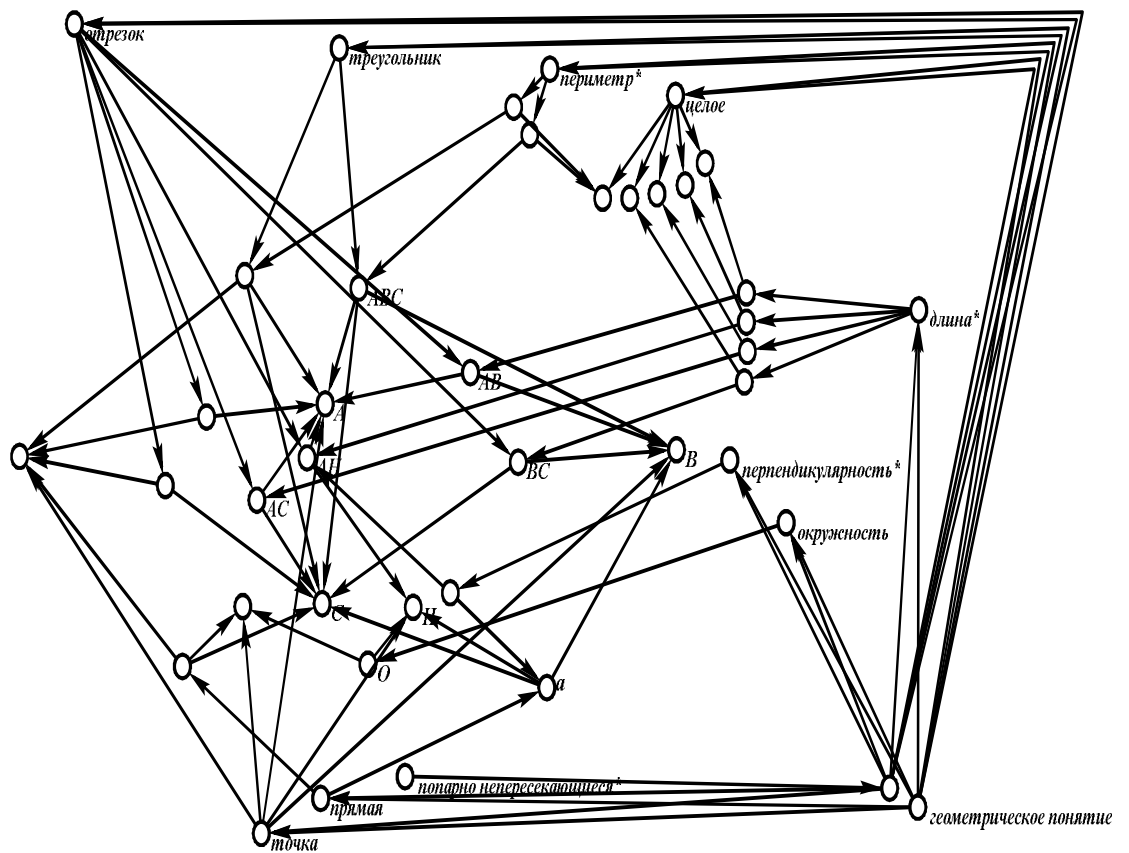 отрезок
треугольник
периметр*
целое
ABC
длина*
AB
A
AH
BC
B
перпендикулярность*
AC
окружность
C
H
O
a
попарно непересекающиеся*
прямая
геометрическое понятие
точка